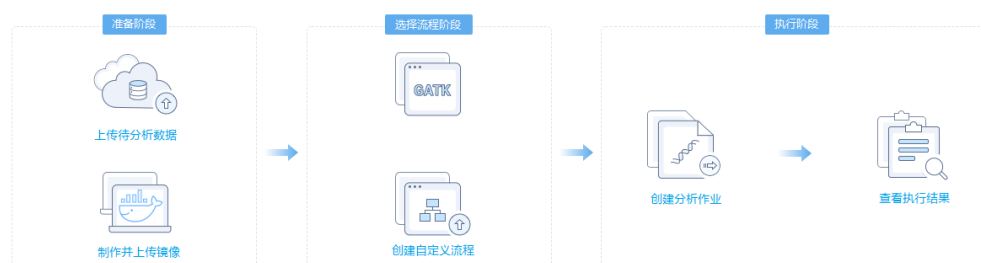 准备阶段
选择流程阶段
执行阶段
上传待分析数据
GATK
制作并上传镜像
创建自定义流程
创建分析作业
查看执行结果